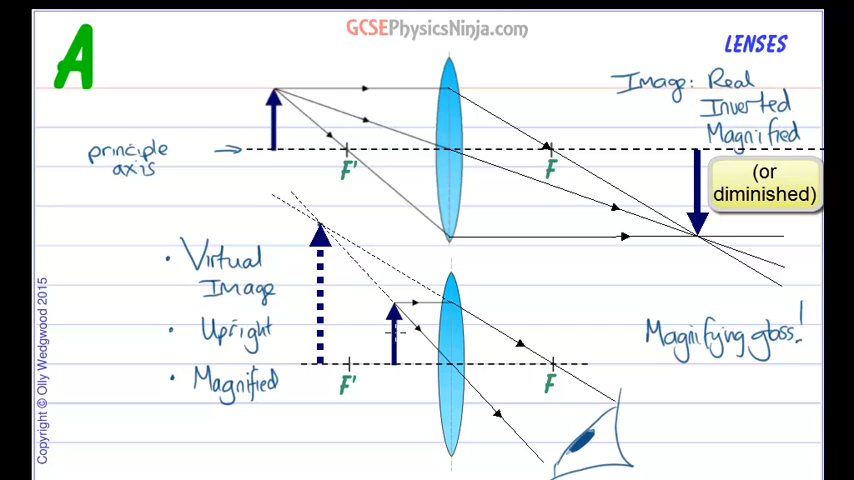 GCSEPhysicsNinja.com
A
LENSES
Image: Real
Inverted
Magnified
(or
diminished)
principle
axis
F'
F
• Virtual
Image
• Upright
• Magnified
F'
F
Magnifying glass!
Copyright © Olly Wedgwood 2015